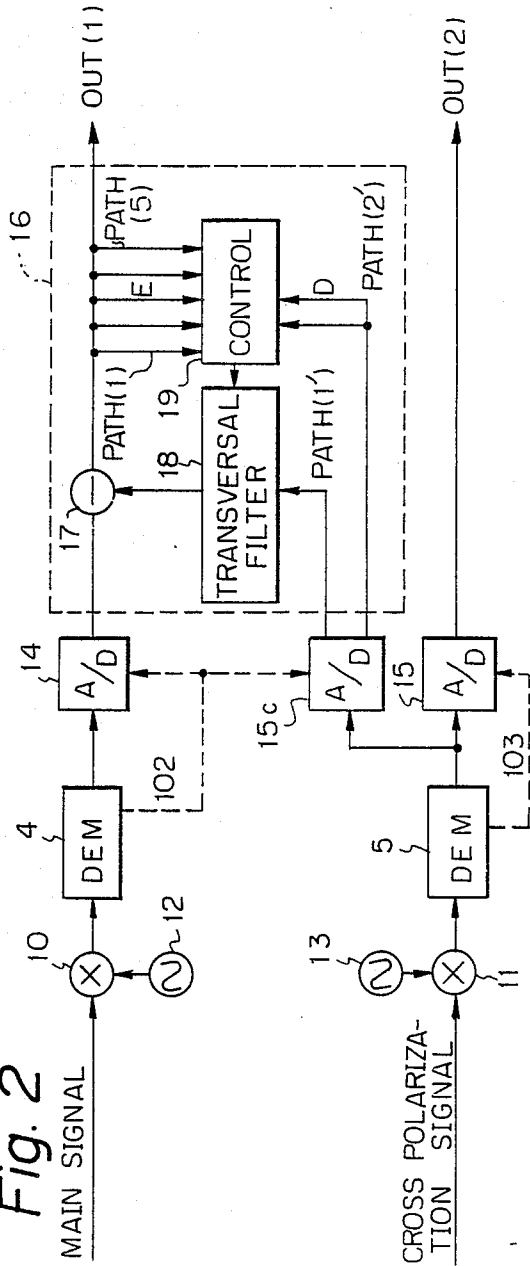 Fig. 2
MAIN SIGNAL
10
12
4
DEM
102
14
A/D
17
16
PATH(1)
E
PATH
(5)
OUT(1)
18
TRANSVERSAL
FILTER
19
CONTROL
PATH(1')
D
PATH(2')
15c
A/D
CROSS POLARIZA-
TION SIGNAL
13
11
5
DEM
103
15
A/D
OUT(2)